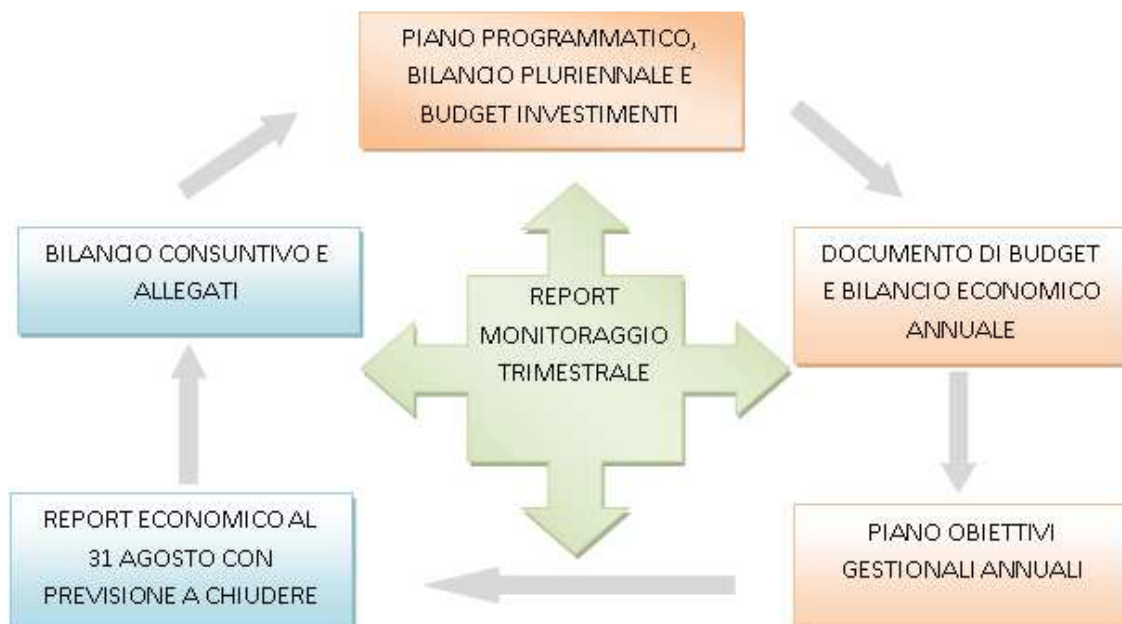 PIANO PROGRAMMATICO,
BILANCIO PLURIENNALE E
BUDGET INVESTIMENTI
BILANCIO CONSUNTIVO E
ALLEGATI
REPORT
MONITORAGGIO
TRIMESTRALE
DOCUMENTO DI BUDGET
E BILANCIO ECONOMICO
ANNUALE
REPORT ECONOMICO AL
31 AGOSTO CON
PREVISIONE A CHIUDERE
PIANO OBIETTIVI
GESTIONALI ANNUALI